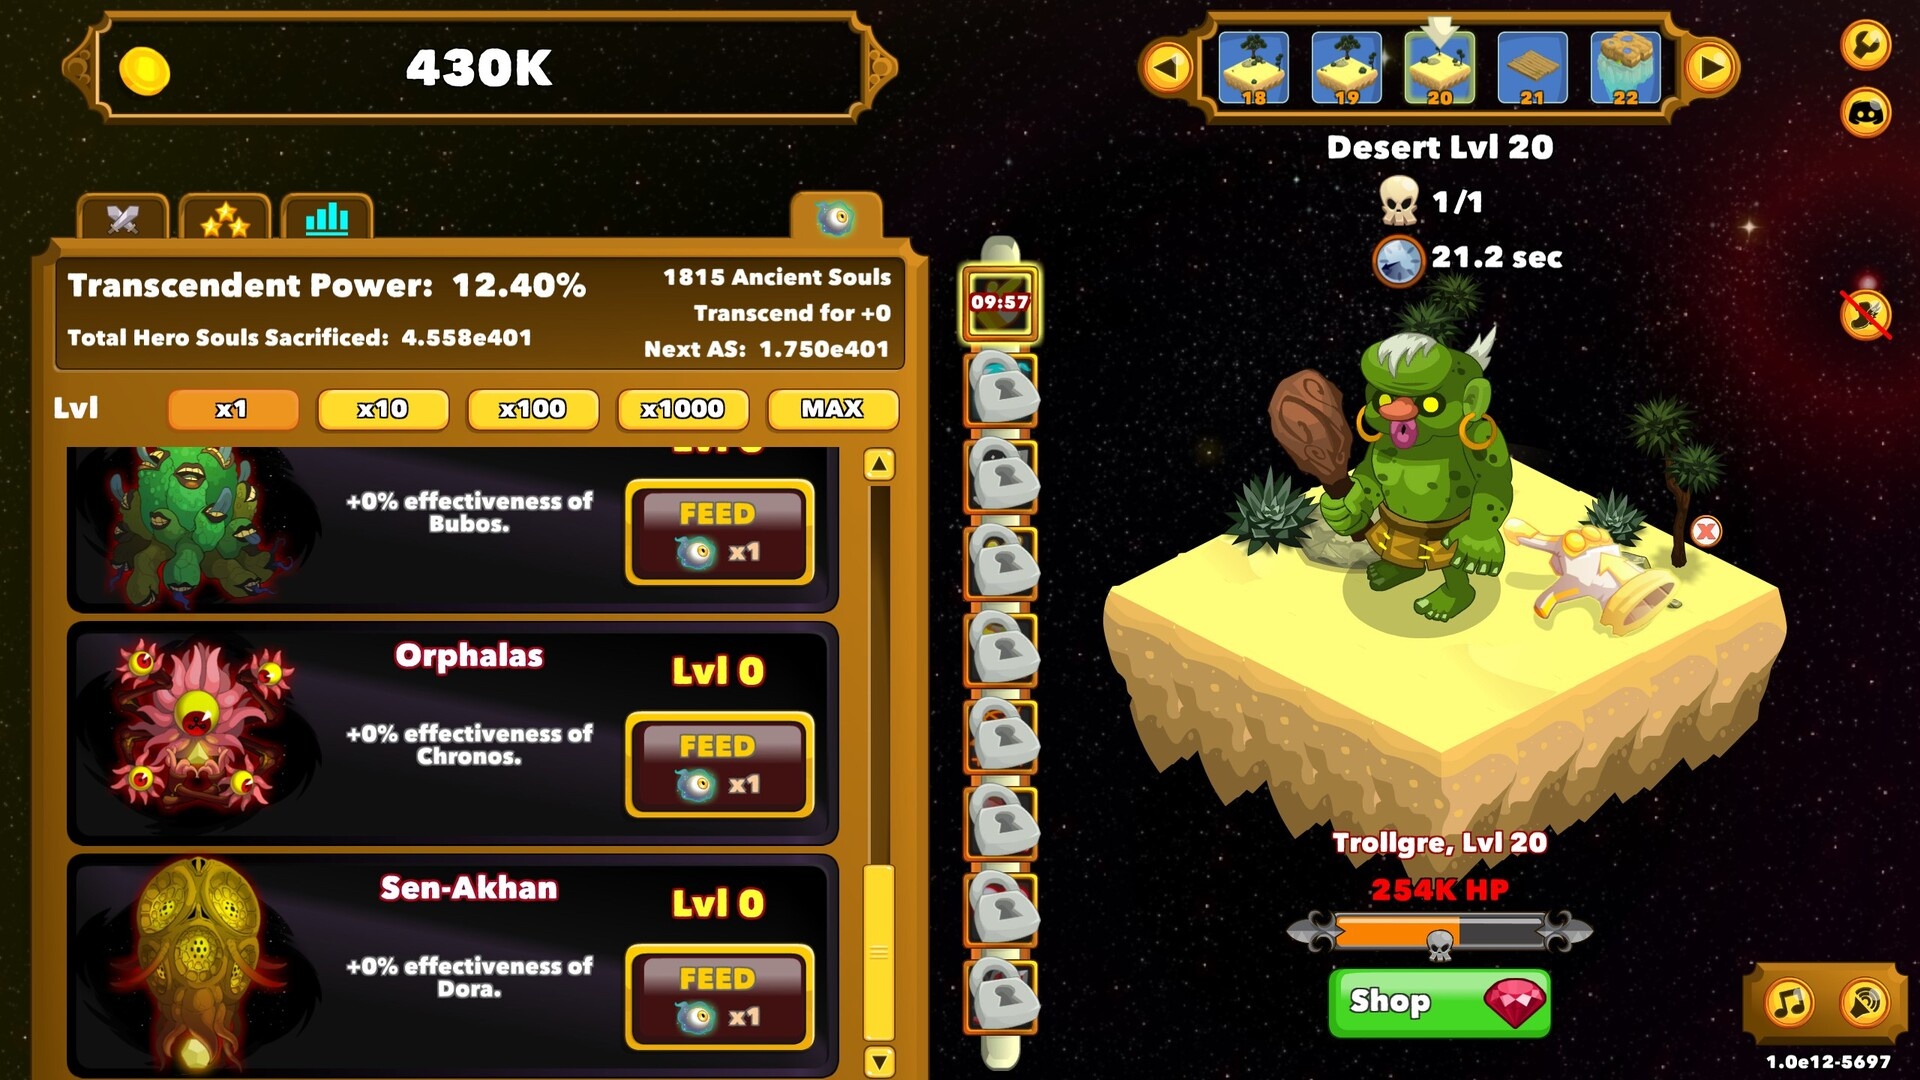 430K
18 19 20 21 22
Desert Lvl 20
1/1
21.2 sec
Transcendent Power: 12.40%
Total Hero Souls Sacrificed: 4.558e401
1815 Ancient Souls
Transcend for +0
Next AS: 1.750e401
09:57
Lvl x1 x10 x100 x1000 MAX
+0% effectiveness of
Bubos.
FEED
x1
Orphalas
Lvl 0
+0% effectiveness of
Chronos.
FEED
x1
Sen-Akhan
Lvl 0
+0% effectiveness of
Dora.
FEED
x1
X
Trollgre, Lvl 20
254K HP
Shop
1.0e12-5697